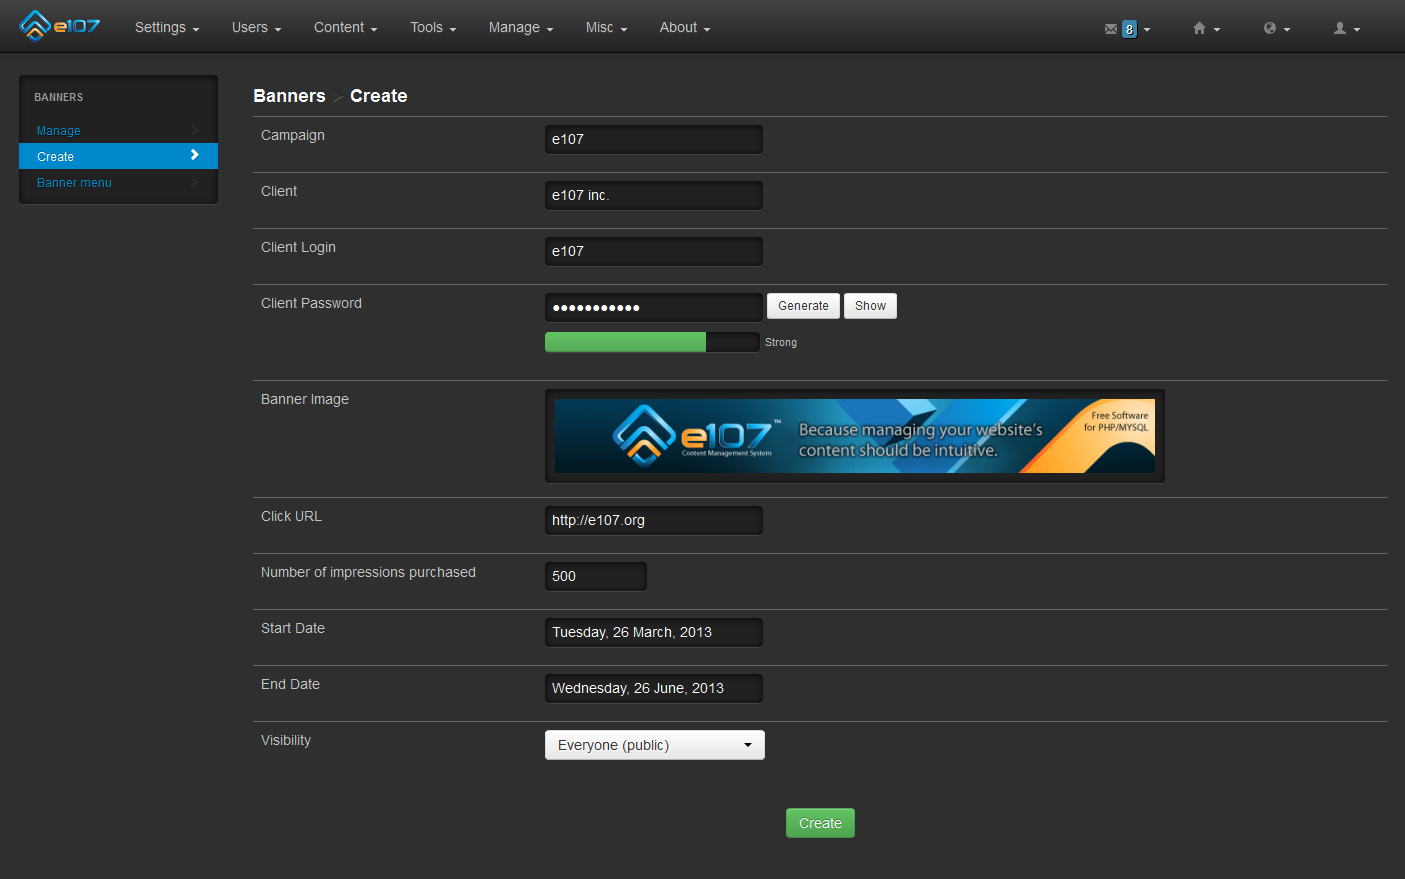 e107 Settings Users Content Tools Manage Misc About 8
BANNERS
Manage
Create
Banner menu
Banners > Create
Campaign e107
Client e107 inc.
Client Login e107
Client Password ●●●●●●●●●●● Generate Show
Strong
Banner Image
e107™
Content Management System
Because managing your website's
content should be intuitive.
Free Software
for PHP/MYSQL
Click URL http://e107.org
Number of impressions purchased 500
Start Date Tuesday, 26 March, 2013
End Date Wednesday, 26 June, 2013
Visibility Everyone (public)
Create